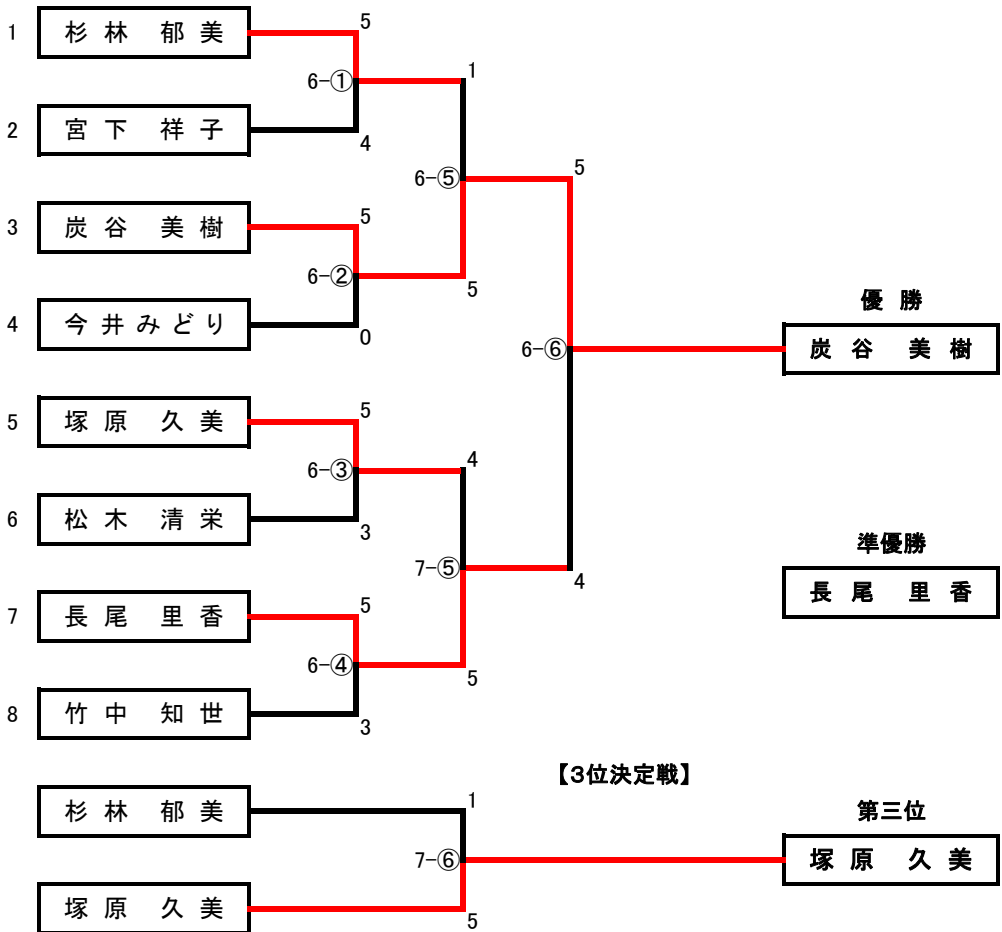 5
1 杉林 郁美
1
6-①
2 宮下 祥子
4
5
6-⑤
5
3 炭谷 美樹
6-②
5
優勝
4 今井みどり
0
6-⑥
炭谷 美樹
5
5 塚原 久美
4
6-③
6 松木 清栄
3
準優勝
7-⑤
4
長尾 里香
5
7 長尾 里香
6-④
5
8 竹中 知世
3
【3位決定戦】
1
杉林 郁美
第三位
7-⑥
塚原 久美
塚原 久美
5